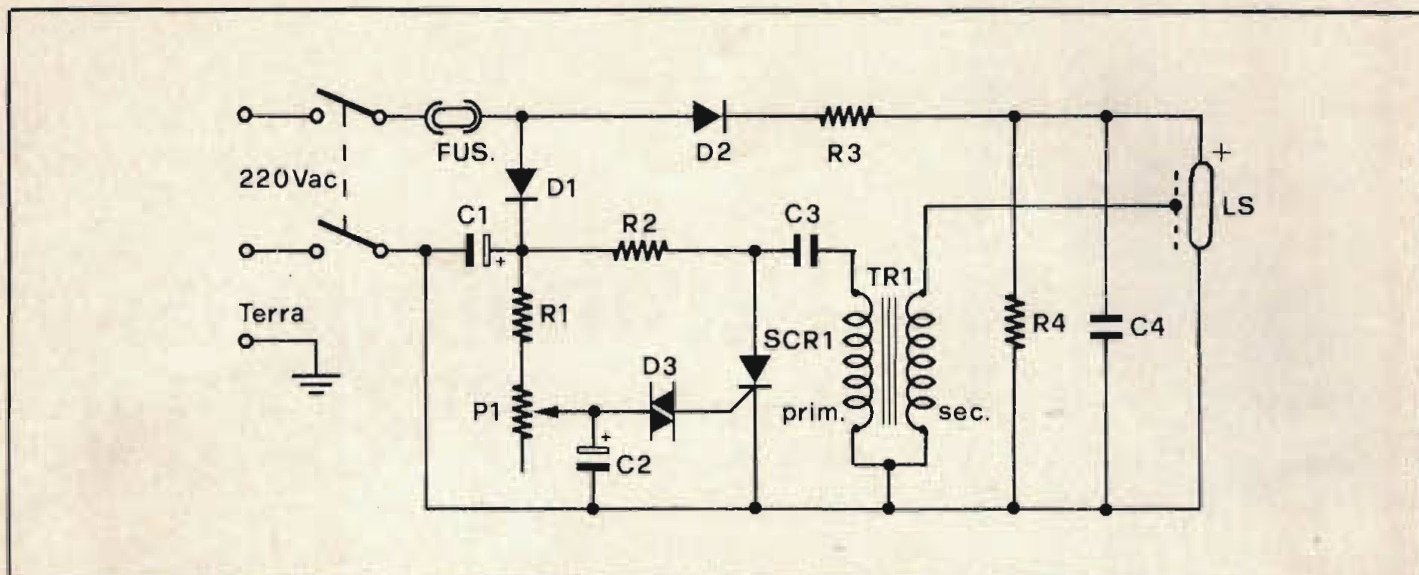 FUS.
D2
R3
+
220Vac
D1
LS
C1
+
R2
C3
TR1
Terra
R1
SCR1
R4
C4
D3
P1
prim.
sec.
+
C2